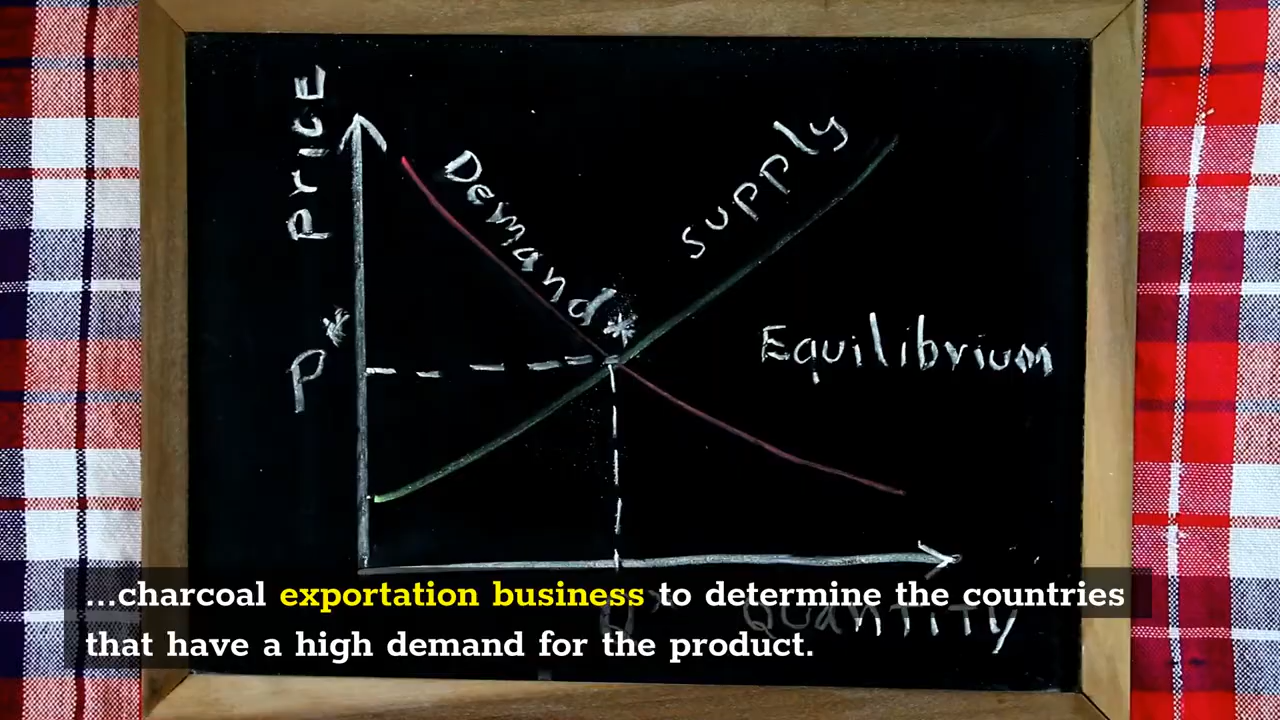 PRICE
Demand
supply
*
P*
Equilibrium
Quantity
...charcoal exportation business to determine the countries
that have a high demand for the product.